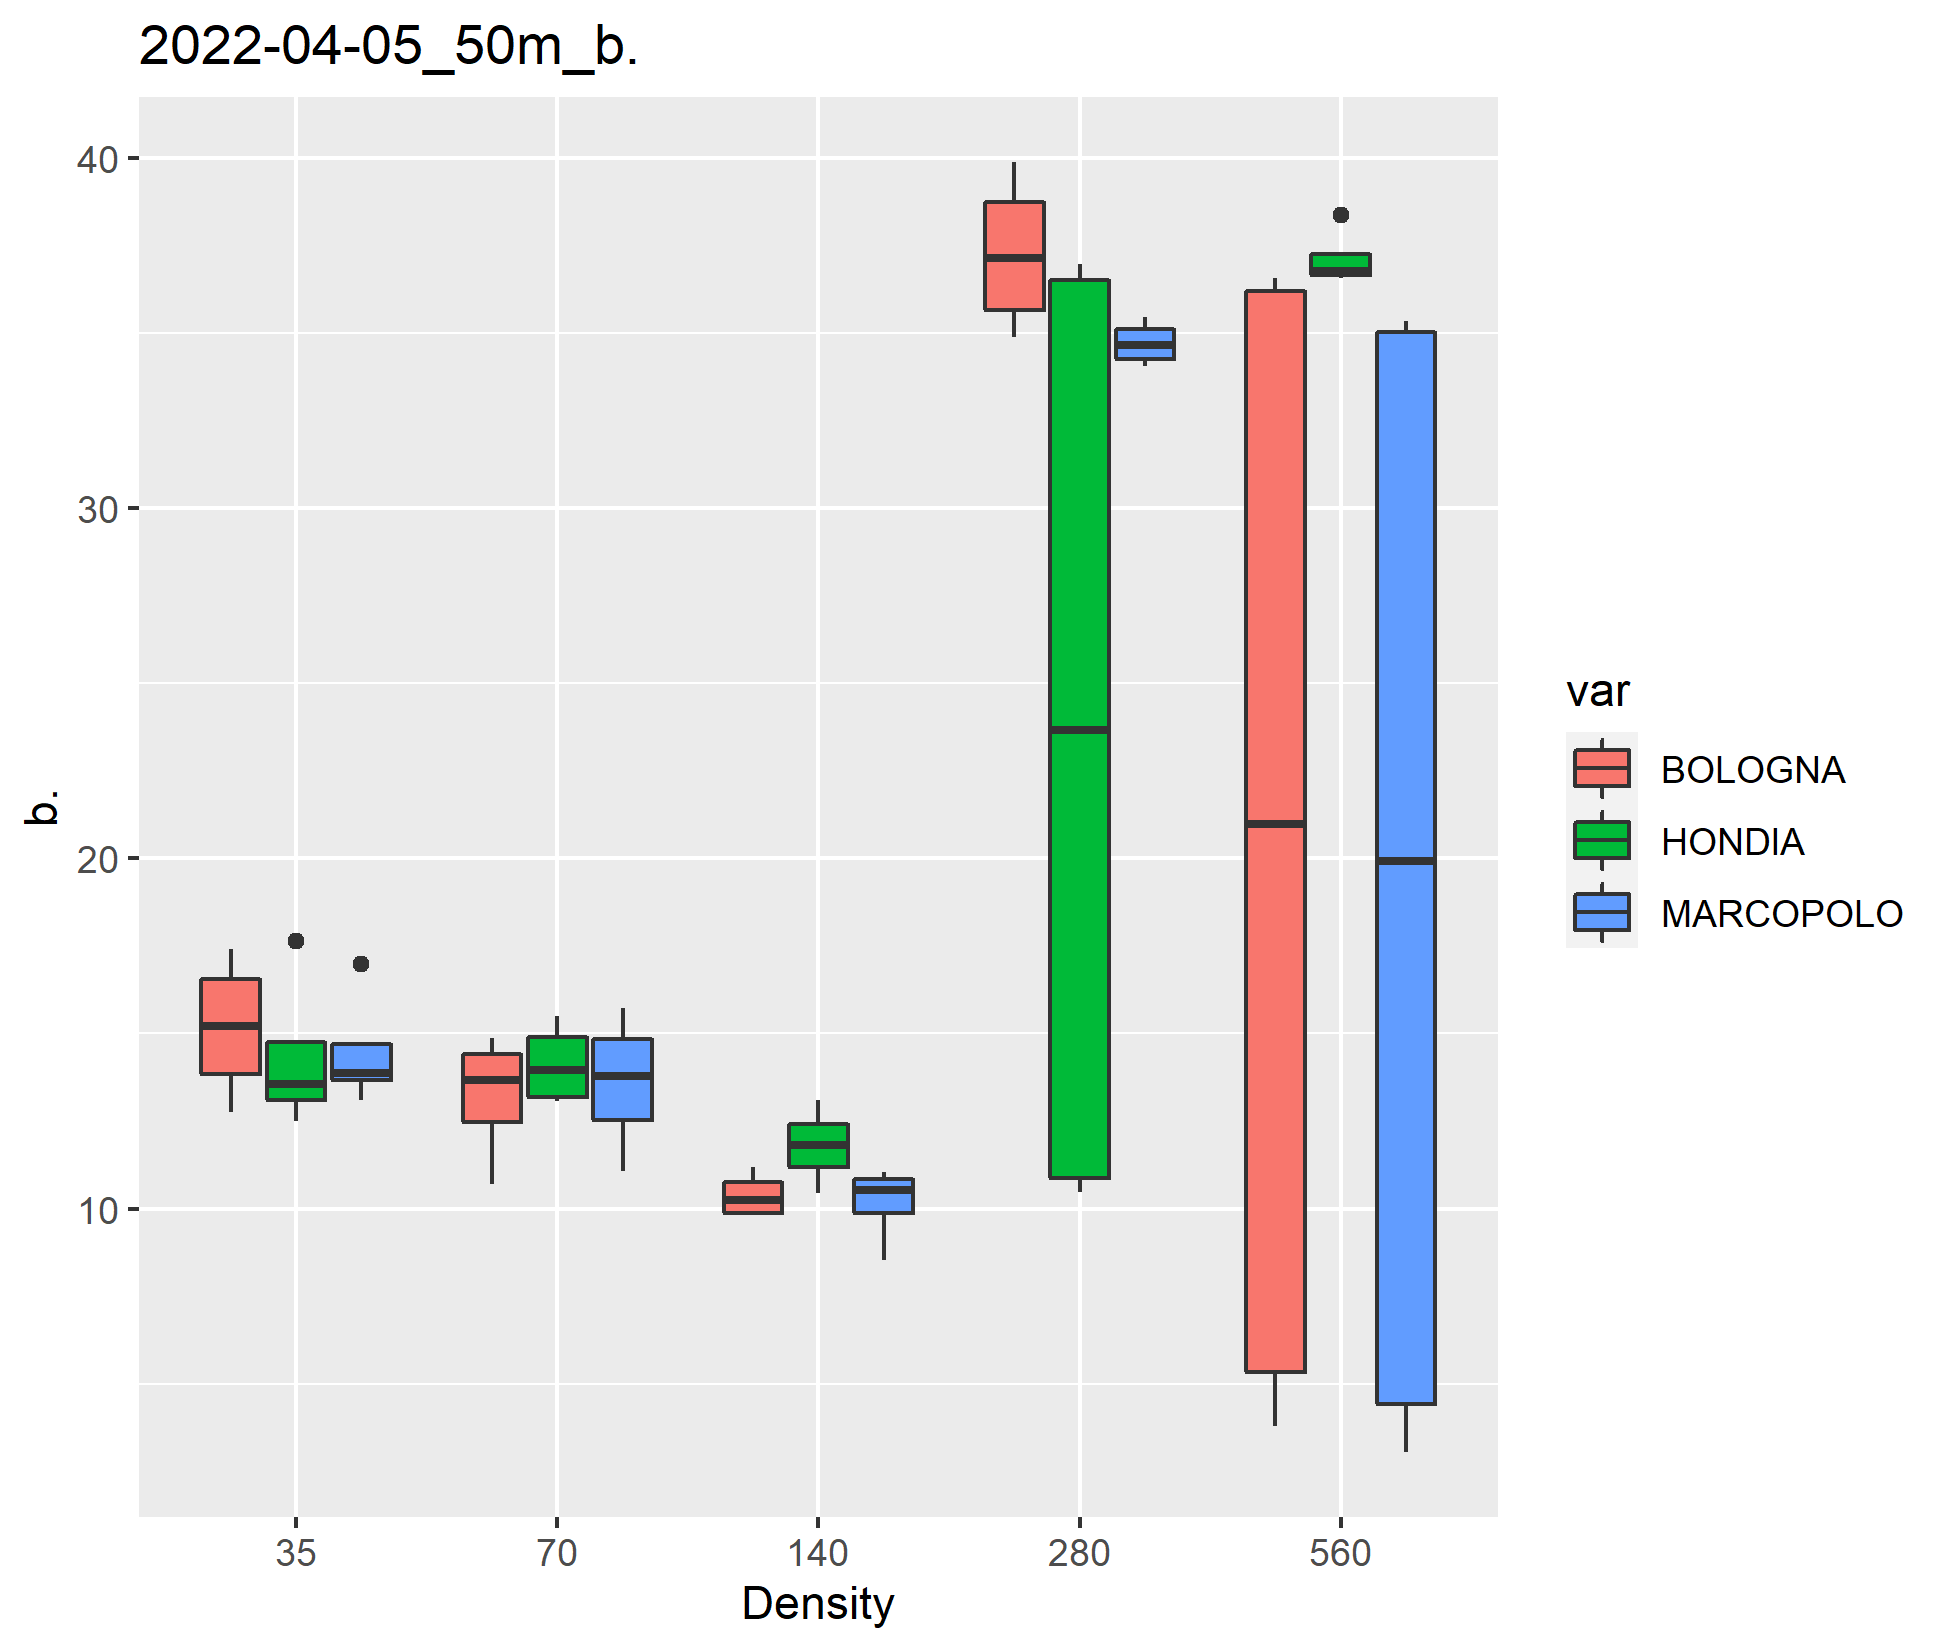 2022-04-05_50m_b.
40
30
20
10
b.
35 70 140 280 560
Density
var
BOLOGNA
HONDIA
MARCOPOLO